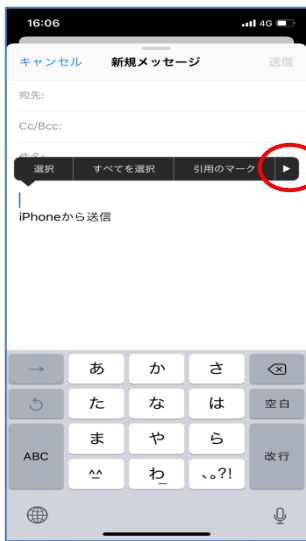 16:06 4G
キャンセル 新規メッセージ 送信
宛先:
Cc/Bcc:
件名:
選択 すべてを選択 引用のマーク ▶
iPhoneから送信
→ あ か さ
た な は 空白
ABC ま や ら 改行
^^ わ_ 、。?!